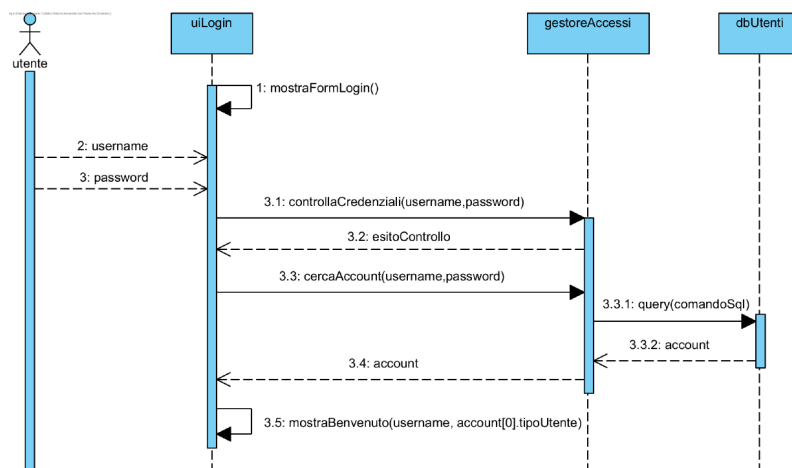 uiLogin
gestoreAccessi
dbUtenti
utente
1: mostraFormLogin()
2: username
3: password
3.1: controllaCredenziali(username,password)
3.2: esitoControllo
3.3: cercaAccount(username,password)
3.3.1: query(comandoSql)
3.3.2: account
3.4: account
3.5: mostraBenvenuto(username, account[0].tipoUtente)